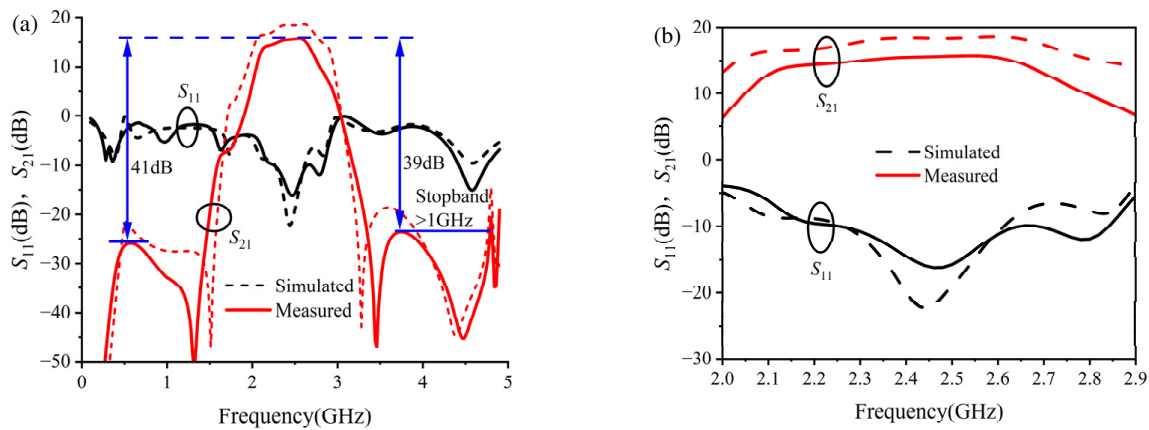 (a)
S11(dB), S21(dB)
20
10
0
−10
−20
−30
−40
−50
S11
41dB
39dB
Stopband
>1GHz
S21
Simulated
Measured
0 1 2 3 4 5
Frequency(GHz)
(b)
S11(dB), S21(dB)
20
10
0
−10
−20
−30
S21
Simulated
Measured
S11
2.0 2.1 2.2 2.3 2.4 2.5 2.6 2.7 2.8 2.9
Frequency(GHz)